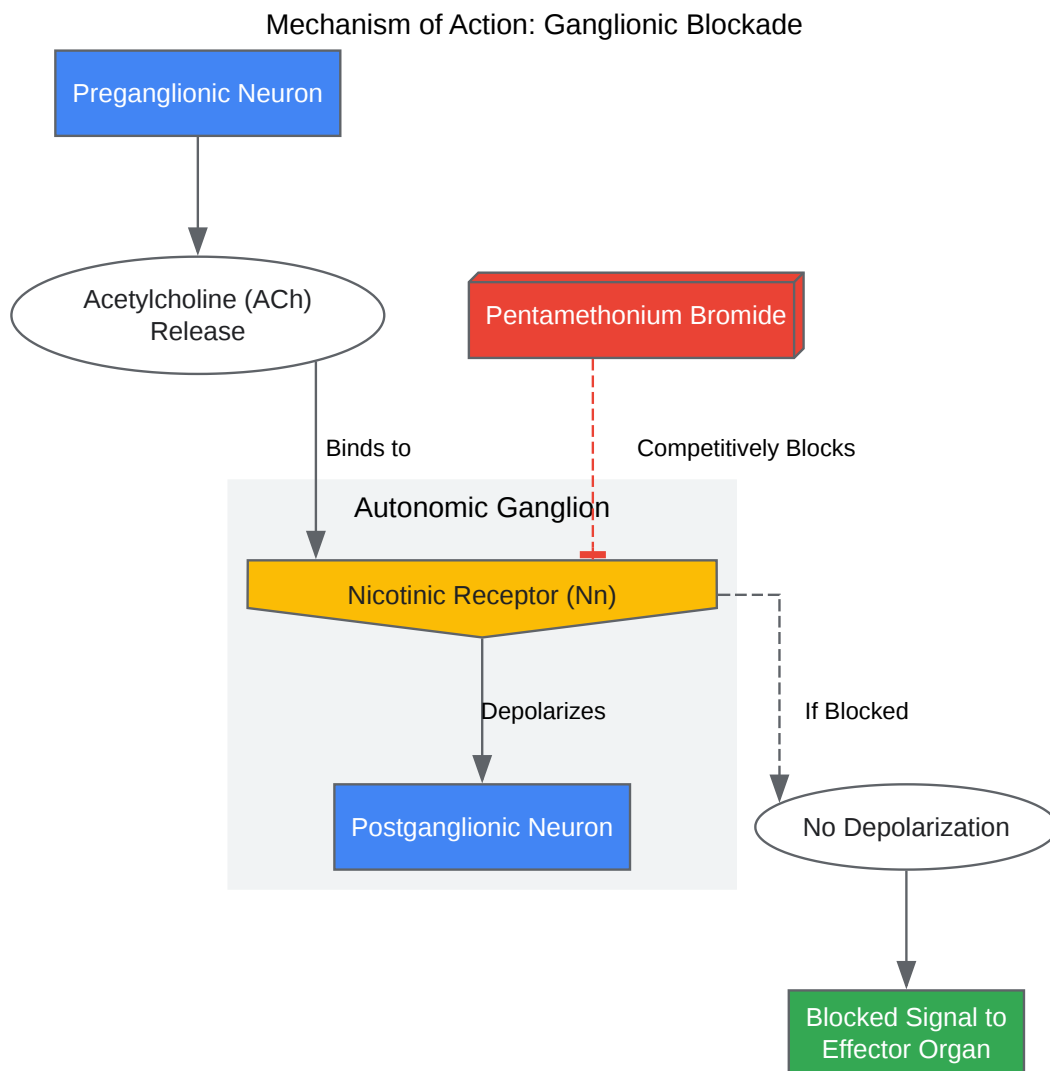 Mechanism of Action: Ganglionic Blockade
Preganglionic Neuron
Acetylcholine (ACh)
Release
Pentamethonium Bromide
Binds to
Competitively Blocks
Autonomic Ganglion
Nicotinic Receptor (Nn)
Depolarizes
If Blocked
Postganglionic Neuron
No Depolarization
Blocked Signal to
Effector Organ